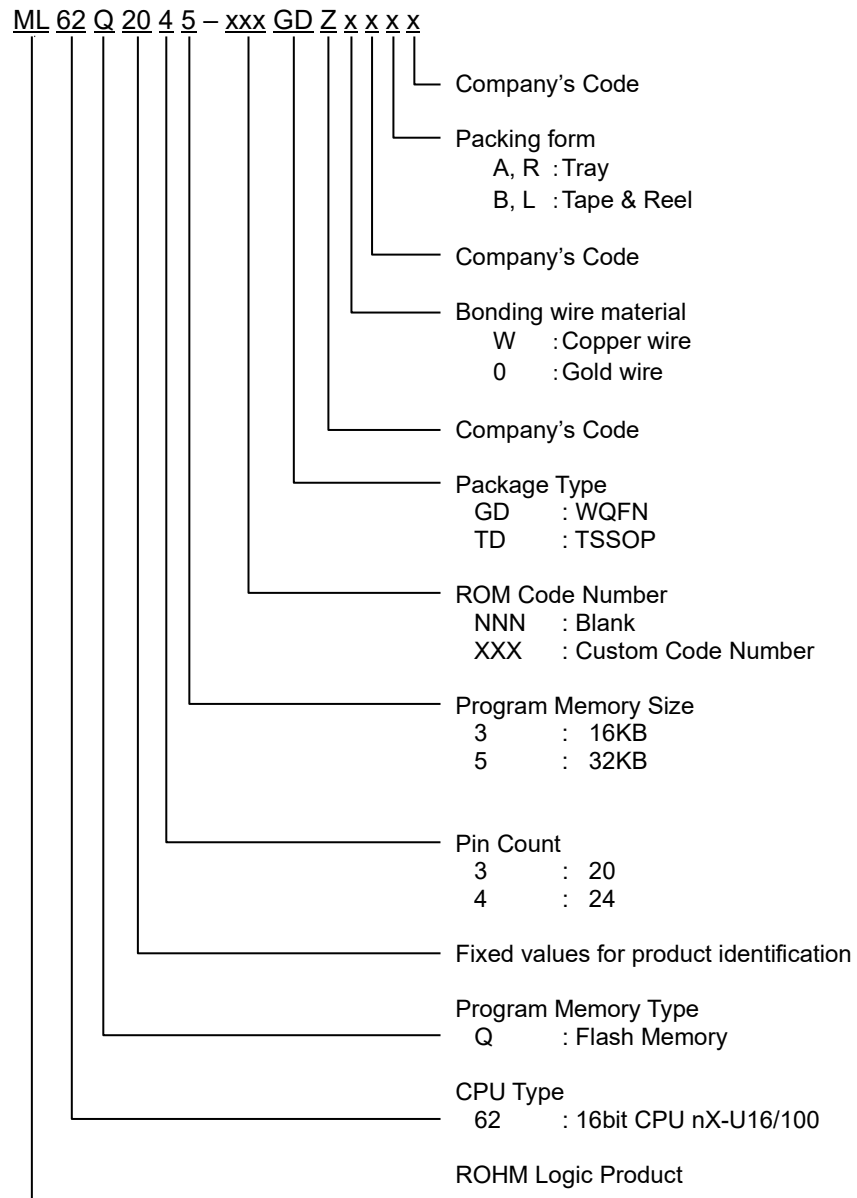 ML 62 Q 20 4 5 – xxx GD Z x x x x
Company’s Code
Packing form
A, R : Tray
B, L : Tape & Reel
Company’s Code
Bonding wire material
W : Copper wire
0 : Gold wire
Company’s Code
Package Type
GD : WQFN
TD : TSSOP
ROM Code Number
NNN : Blank
XXX : Custom Code Number
Program Memory Size
3 : 16KB
5 : 32KB
Pin Count
3 : 20
4 : 24
Fixed values for product identification
Program Memory Type
Q : Flash Memory
CPU Type
62 : 16bit CPU nX-U16/100
ROHM Logic Product